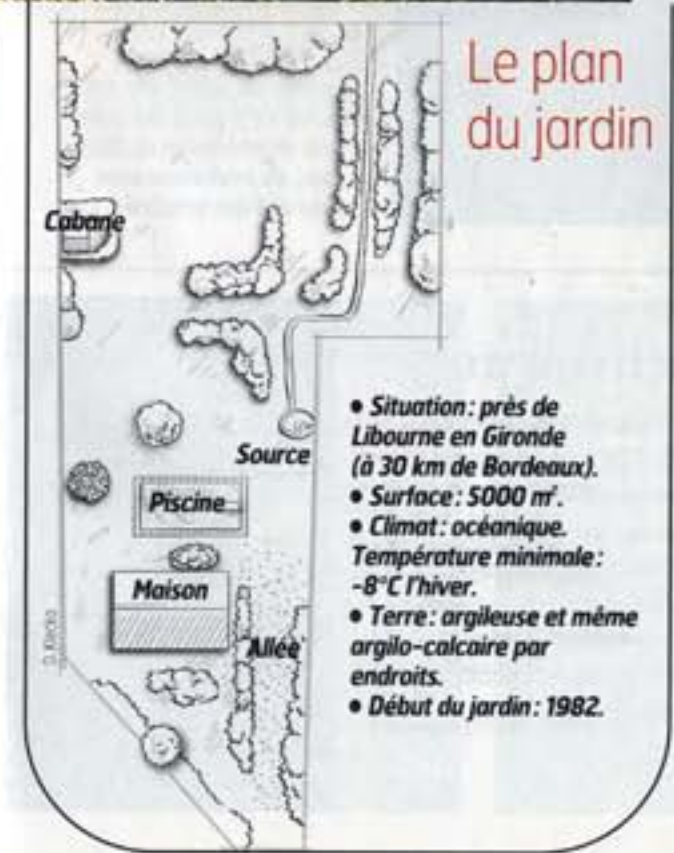 Le plan
du jardin
Cabane
Source
Piscine
Maison
Allée
• Situation : près de
Libourne en Gironde
(à 30 km de Bordeaux).
• Surface : 5000 m².
• Climat : océanique.
Température minimale :
-8°C l'hiver.
• Terre : argileuse et même
argilo-calcaire par
endroits.
• Début du jardin : 1982.